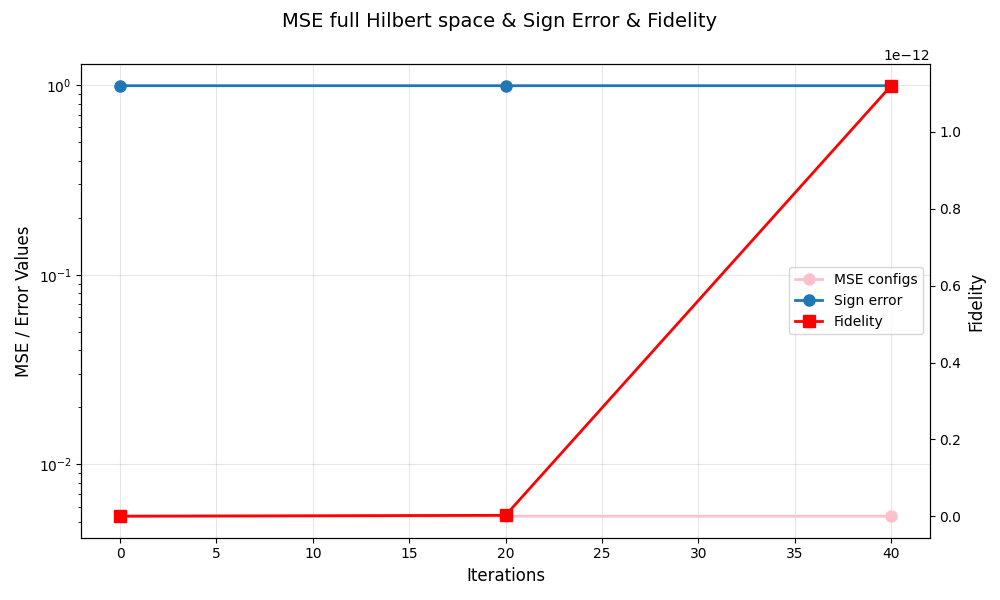 MSE full Hilbert space & Sign Error & Fidelity
1e−12
10⁰
10⁻¹
10⁻²
MSE / Error Values
1.0
0.8
0.6
0.4
0.2
0.0
Fidelity
MSE configs
Sign error
Fidelity
0 5 10 15 20 25 30 35 40
Iterations